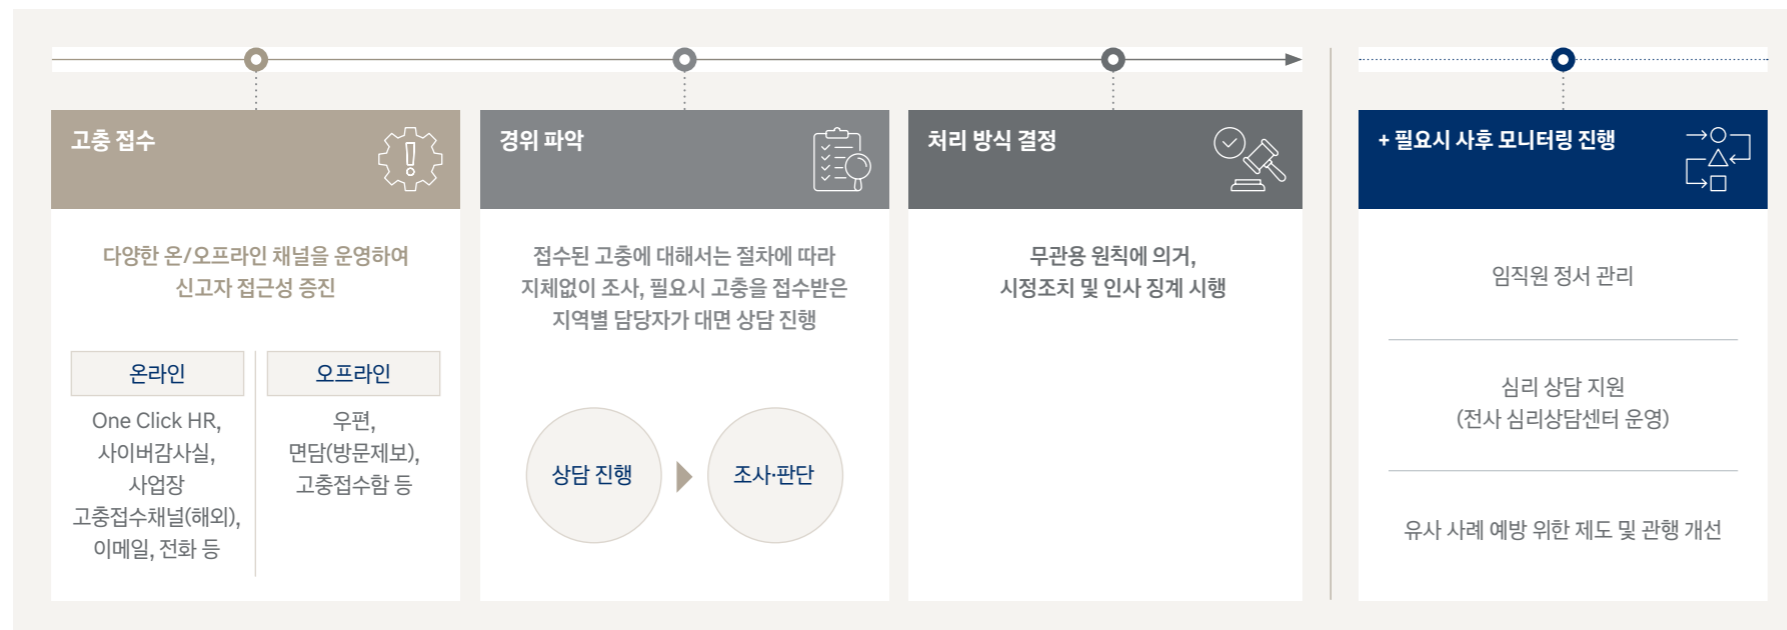 고충 접수
다양한 온/오프라인 채널을 운영하여
신고자 접근성 증진
온라인
One Click HR,
사이버감사실,
사업장
고충접수채널(해외),
이메일, 전화 등
오프라인
우편,
면담(방문제보),
고충접수함 등
경위 파악
접수된 고충에 대해서는 절차에 따라
지체없이 조사, 필요시 고충을 접수받은
지역별 담당자가 대면 상담 진행
상담 진행
조사·판단
처리 방식 결정
무관용 원칙에 의거,
시정조치 및 인사 징계 시행
+ 필요시 사후 모니터링 진행
임직원 정서 관리
심리 상담 지원
(전사 심리상담센터 운영)
유사 사례 예방 위한 제도 및 관행 개선